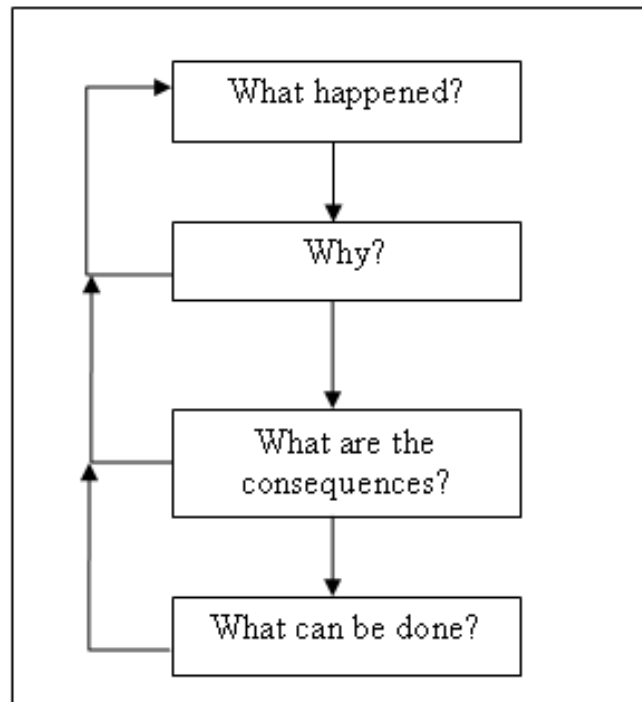 What happened?
Why?
What are the
consequences?
What can be done?